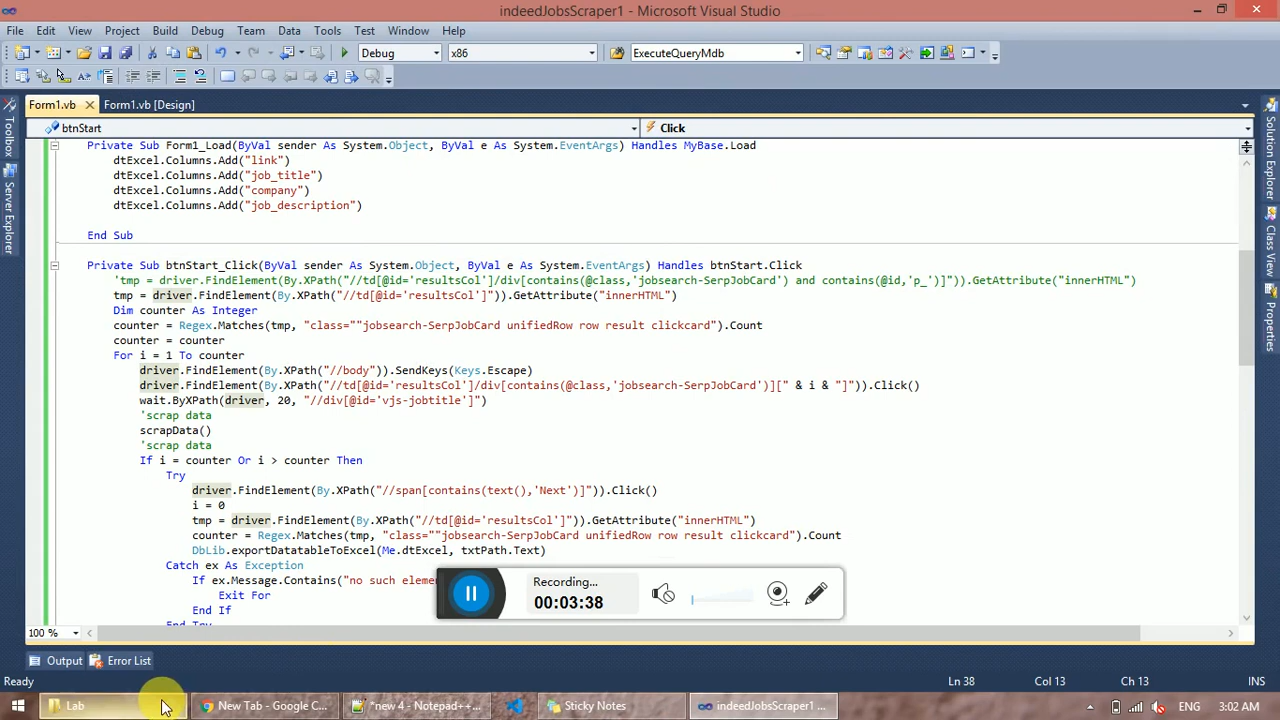 indeedJobsScraper1 - Microsoft Visual Studio
File Edit View Project Build Debug Team Data Tools Test Window Help
Debug x86 ExecuteQueryMdb
Form1.vb Form1.vb [Design]
btnStart Click
Private Sub Form1_Load(ByVal sender As System.Object, ByVal e As System.EventArgs) Handles MyBase.Load
dtExcel.Columns.Add("link")
dtExcel.Columns.Add("job_title")
dtExcel.Columns.Add("company")
dtExcel.Columns.Add("job_description")
End Sub
Private Sub btnStart_Click(ByVal sender As System.Object, ByVal e As System.EventArgs) Handles btnStart.Click
'tmp = driver.FindElement(By.XPath("//td[@id='resultsCol']/div[contains(@class,'jobsearch-SerpJobCard') and contains(@id,'p_')]")).GetAttribute("innerHTML")
tmp = driver.FindElement(By.XPath("//td[@id='resultsCol']")).GetAttribute("innerHTML")
Dim counter As Integer
counter = Regex.Matches(tmp, "class=""jobsearch-SerpJobCard unifiedRow row result clickcard").Count
counter = counter
For i = 1 To counter
driver.FindElement(By.XPath("//body")).SendKeys(Keys.Escape)
driver.FindElement(By.XPath("//td[@id='resultsCol']/div[contains(@class,'jobsearch-SerpJobCard')][" & i & "]")).Click()
wait.ByXPath(driver, 20, "//div[@id='vjs-jobtitle']")
'scrap data
scrapData()
'scrap data
If i = counter Or i > counter Then
Try
driver.FindElement(By.XPath("//span[contains(text(),'Next')]")).Click()
i = 0
tmp = driver.FindElement(By.XPath("//td[@id='resultsCol']")).GetAttribute("innerHTML")
counter = Regex.Matches(tmp, "class=""jobsearch-SerpJobCard unifiedRow row result clickcard").Count
DbLib.exportDatatableToExcel(Me.dtExcel, txtPath.Text)
Catch ex As Exception
If ex.Message.Contains("no such eleme
Exit For
End If
End Try
Recording...
00:03:38
100 %
Output Error List
Ready Ln 38 Col 13 Ch 13 INS
Lab New Tab - Google C... *new 4 - Notepad++... Sticky Notes indeedJobsScraper1 ... ENG 3:02 AM
Toolbox
Server Explorer
Solution Explorer
Class View
Properties